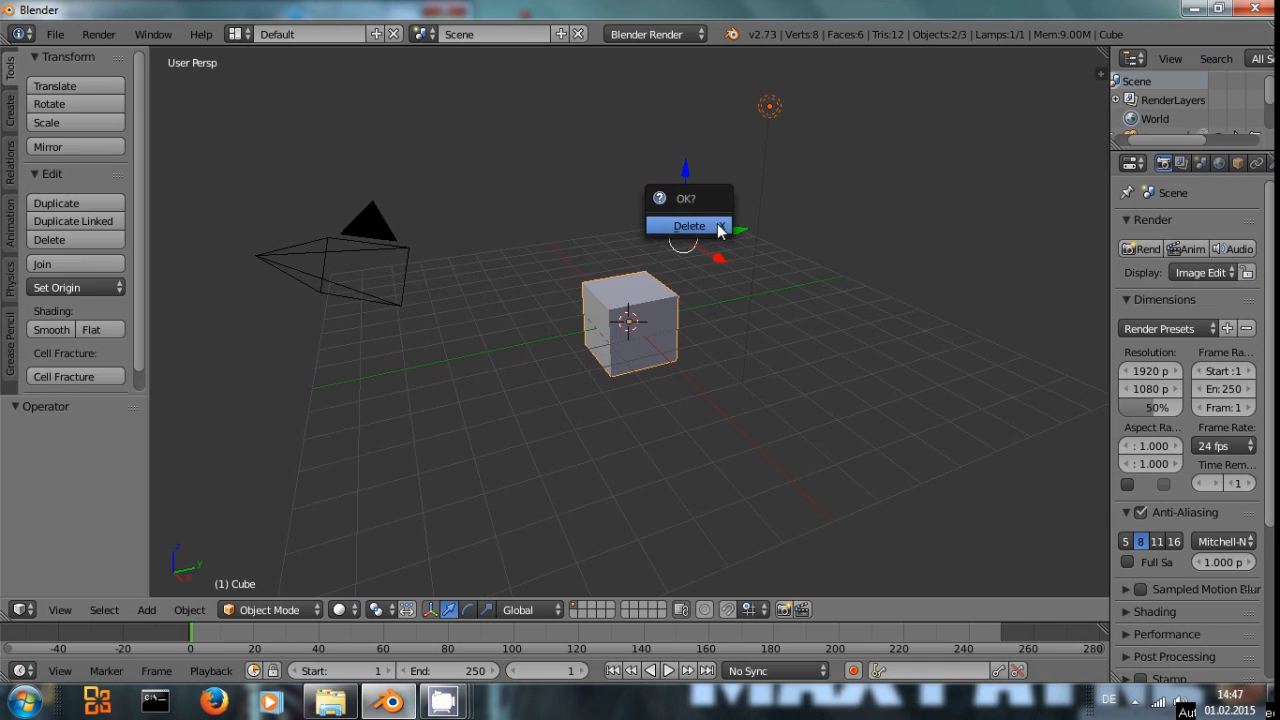 Blender
File Render Window Help Default Scene Blender Render v2.73 | Verts:8 | Faces:6 | Tris:12 | Objects:2/3 | Lamps:1/1 | Mem:9.00M | Cube
Tools
Create
Relations
Animation
Physics
Grease Pencil
Transform
Translate
Rotate
Scale
Mirror
Edit
Duplicate
Duplicate Linked
Delete
Join
Set Origin
Shading:
Smooth Flat
Cell Fracture:
Cell Fracture
Operator
User Persp
OK?
Delete
z
y
x
(1) Cube
View Search All S
Scene
RenderLayers
World
Scene
Render
Rend Anim Audio
Display: Image Edit
Dimensions
Render Presets
Resolution: Frame Ra...
1920 p Start :1
1080 p En: 250
50% Fram: 1
Aspect Ra... Frame Rate:
: 1.000 24 fps
: 1.000 Time Rem...
1
Anti-Aliasing
5 8 11 16 Mitchell-N
Full Sa 1.000 p
Sampled Motion Blur
Shading
Performance
Post Processing
Stamp
View Select Add Object Object Mode Global
-40 -20 0 20 40 60 80 100 120 140 160 180 200 220 240 260 280
View Marker Frame Playback Start: 1 End: 250 1 No Sync
C:\_
DE 14:47
01.02.2015